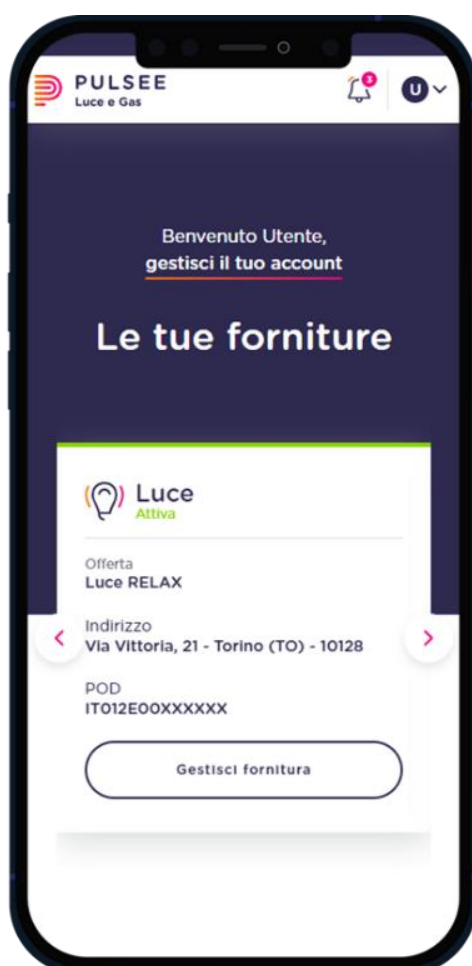 PULSEE
Luce e Gas
3
U
Benvenuto Utente,
gestisci il tuo account
Le tue forniture
Luce
Attiva
Offerta
Luce RELAX
Indirizzo
Via Vittoria, 21 - Torino (TO) - 10128
POD
IT012E00XXXXXX
Gestisci fornitura